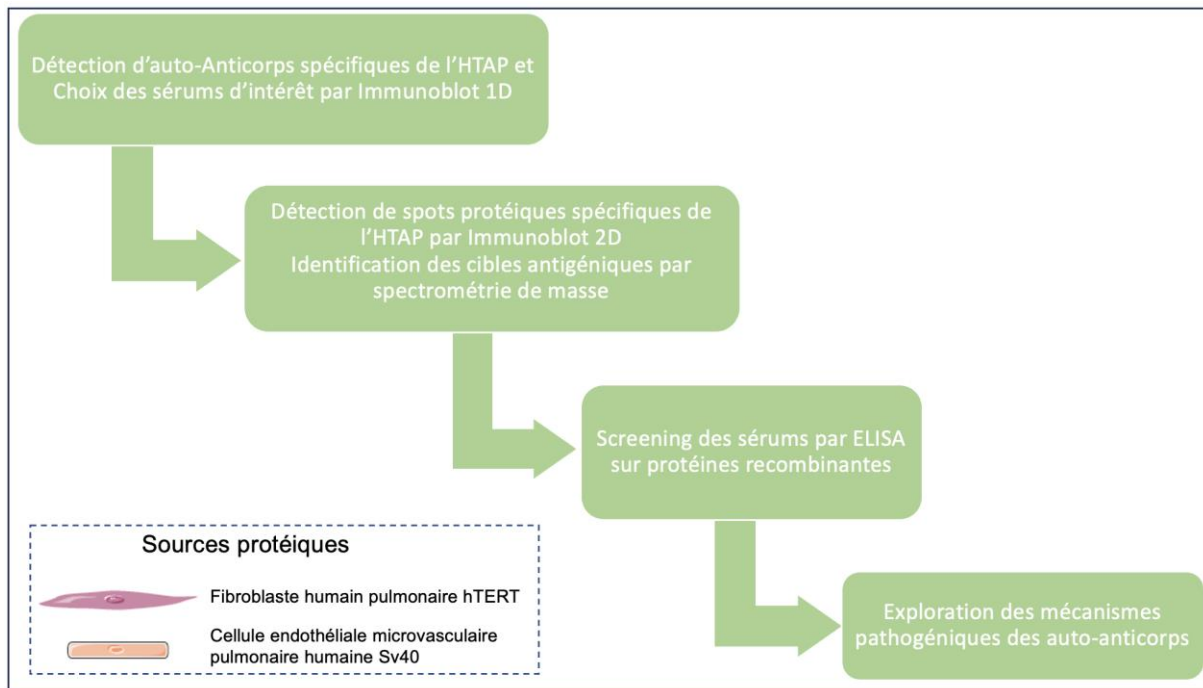 Détection d'auto-Anticorps spécifiques de l'HTAP et
Choix des sérums d'intérêt par Immunoblot 1D
Détection de spots protéiques spécifiques de
l'HTAP par Immunoblot 2D
Identification des cibles antigéniques par
spectrométrie de masse
Screening des sérums par ELISA
sur protéines recombinantes
Exploration des mécanismes
pathogéniques des auto-anticorps
Sources protéiques
Fibroblaste humain pulmonaire hTERT
Cellule endothéliale microvasculaire
pulmonaire humaine Sv40